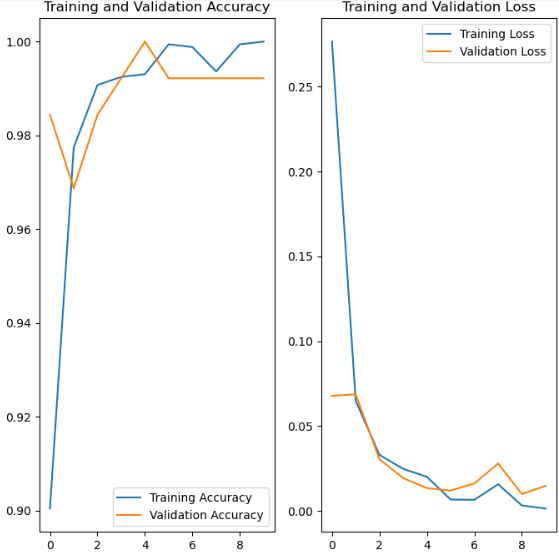 Training and Validation Accuracy
1.00
0.98
0.96
0.94
0.92
0.90
0 2 4 6 8
Training Accuracy
Validation Accuracy
Training and Validation Loss
0.25
0.20
0.15
0.10
0.05
0.00
0 2 4 6 8
Training Loss
Validation Loss